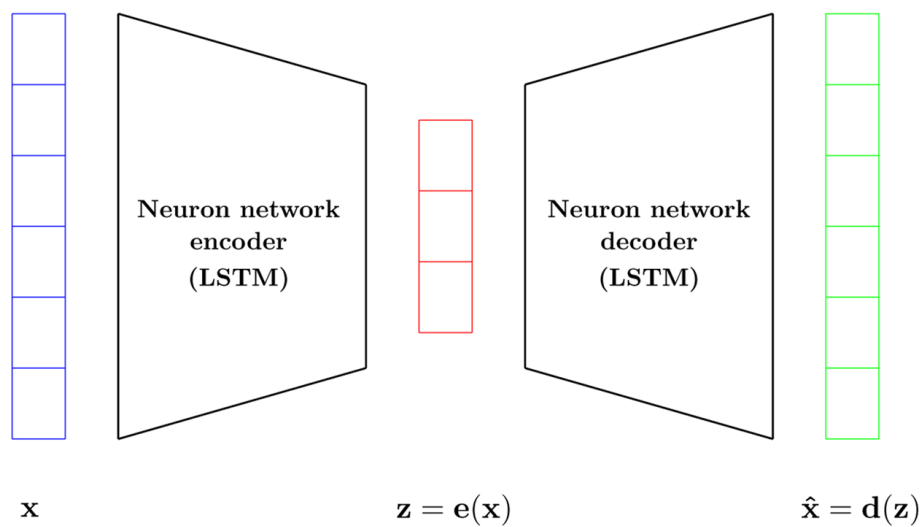 Neuron network
encoder
(LSTM)
Neuron network
decoder
(LSTM)
x
z = e(x)
x̂ = d(z)